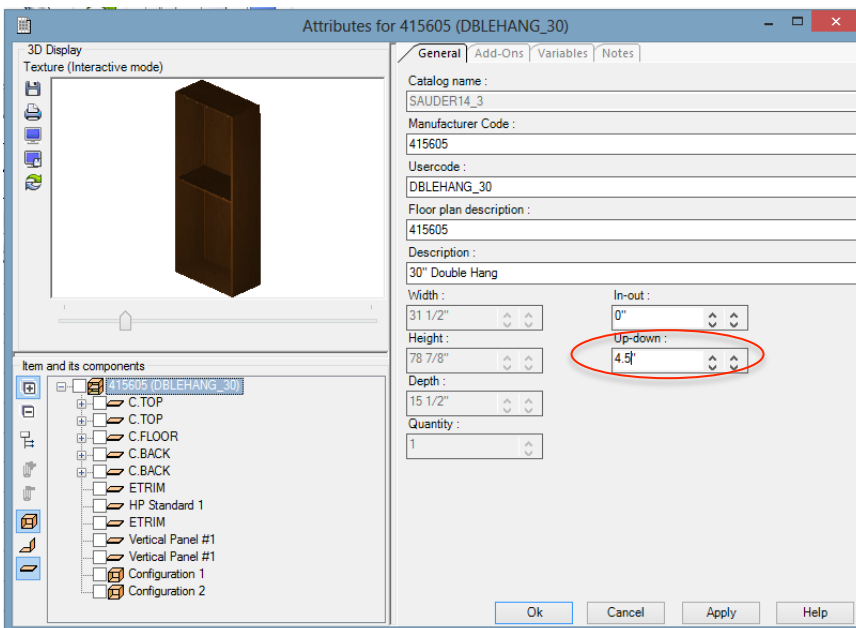 Attributes for 415605 (DBLEHANG_30)
3D Display
Texture (Interactive mode)
General Add-Ons Variables Notes
Catalog name :
SAUDER14_3
Manufacturer Code :
415605
Usercode :
DBLEHANG_30
Floor plan description :
415605
Description :
30" Double Hang
Width :
31 1/2"
In-out :
0"
Height :
78 7/8"
Up-down :
4.5"
Depth :
15 1/2"
Quantity :
1
Item and its components
415605 (DBLEHANG_30)
C.TOP
C.TOP
C.FLOOR
C.BACK
C.BACK
ETRIM
HP Standard 1
ETRIM
Vertical Panel #1
Vertical Panel #1
Configuration 1
Configuration 2
Ok Cancel Apply Help